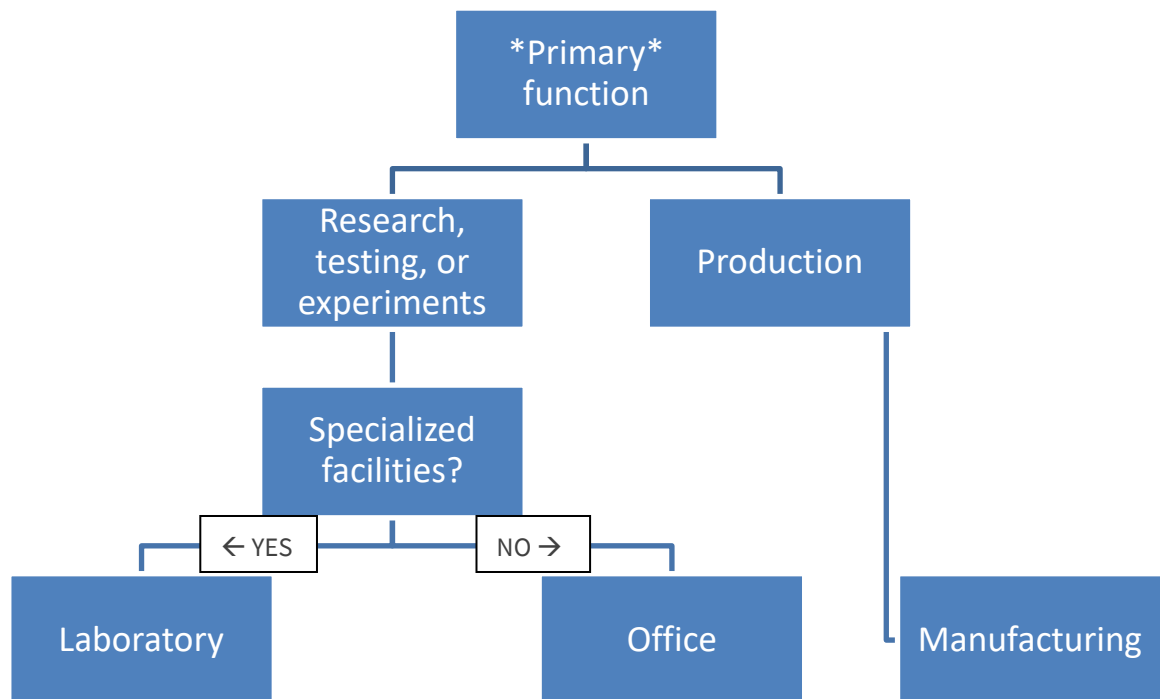 *Primary*
function
Research,
testing, or
experiments
Production
Specialized
facilities?
← YES
NO →
Laboratory
Office
Manufacturing